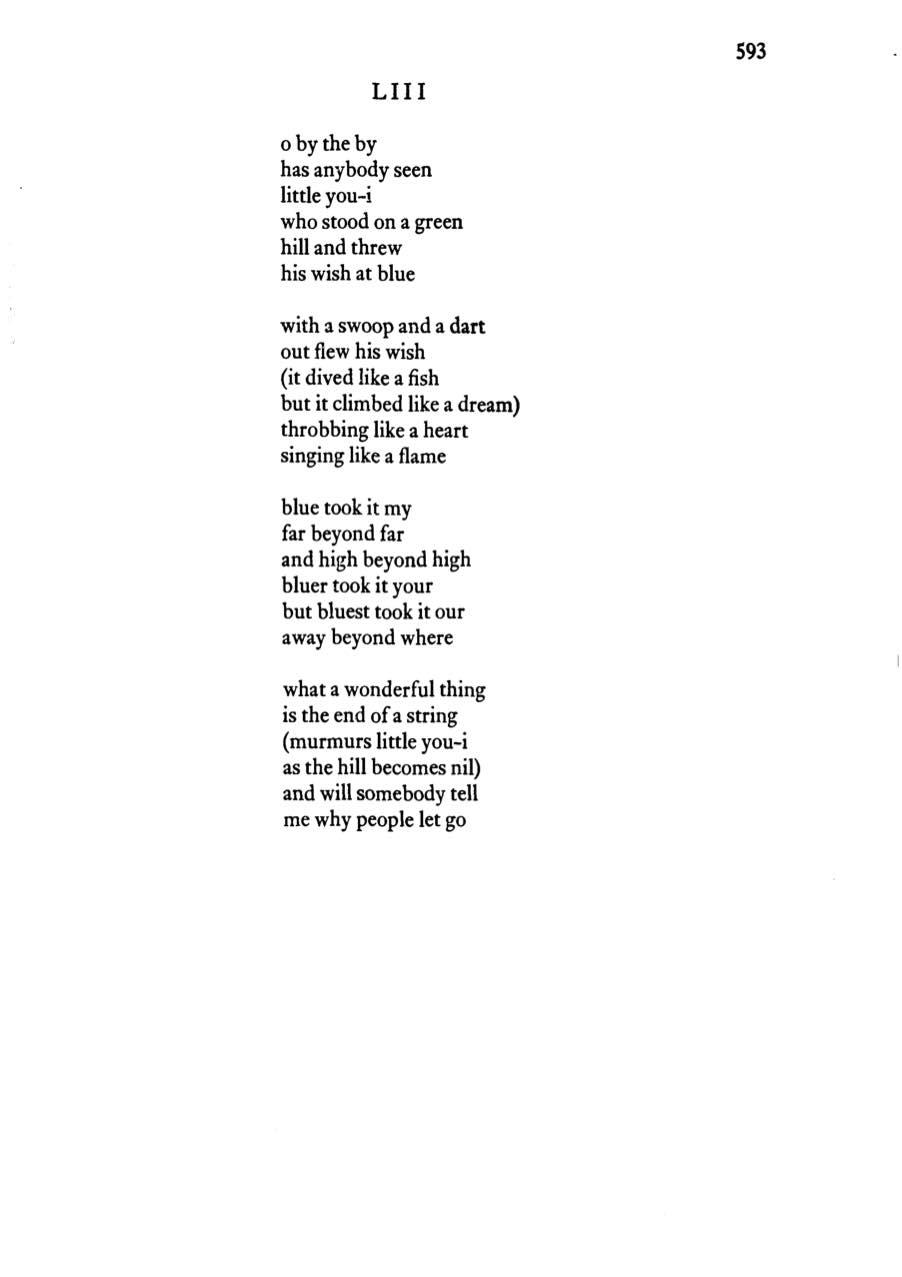 593
LIII
o by the by
has anybody seen
little you-i
who stood on a green
hill and threw
his wish at blue
with a swoop and a dart
out flew his wish
(it dived like a fish
but it climbed like a dream)
throbbing like a heart
singing like a flame
blue took it my
far beyond far
and high beyond high
bluer took it your
but bluest took it our
away beyond where
what a wonderful thing
is the end of a string
(murmurs little you-i
as the hill becomes nil)
and will somebody tell
me why people let go